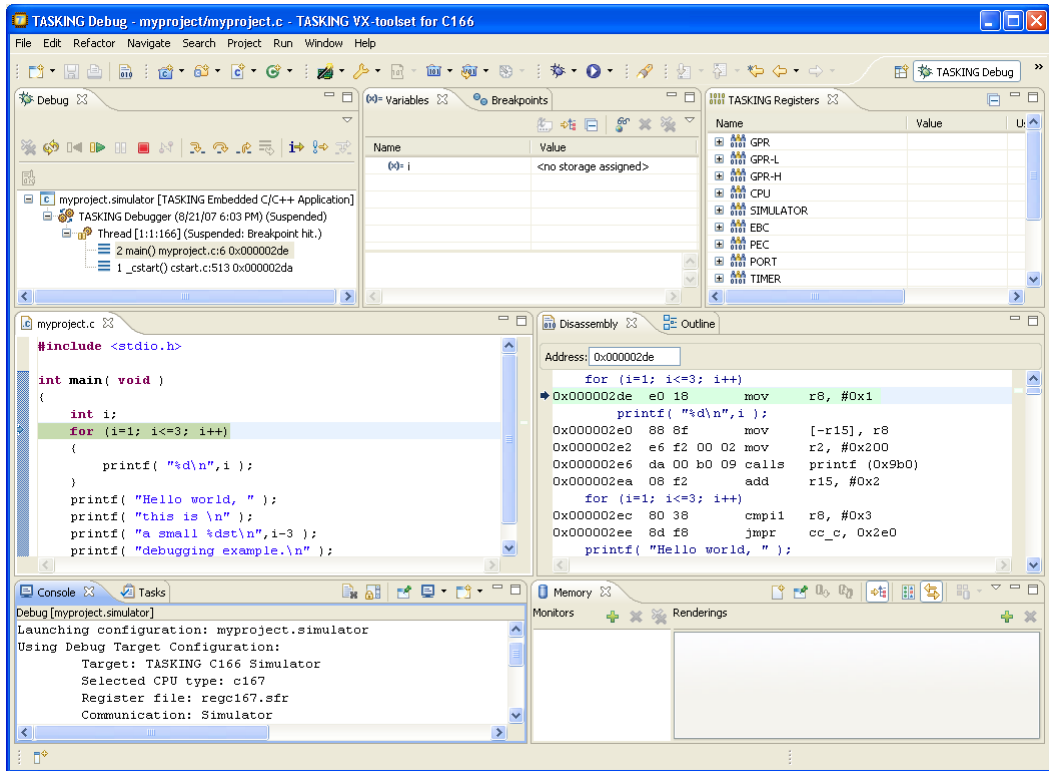 TASKING Debug - myproject/myproject.c - TASKING VX-toolset for C166
File Edit Refactor Navigate Search Project Run Window Help
TASKING Debug
Debug
myproject.simulator [TASKING Embedded C/C++ Application]
TASKING Debugger (8/21/07 6:03 PM) (Suspended)
Thread [1:1:166] (Suspended: Breakpoint hit.)
2 main() myproject.c:6 0x000002de
1 _cstart() cstart.c:513 0x000002da
(x)= Variables Breakpoints
Name Value
(x)= i <no storage assigned>
TASKING Registers
Name Value
GPR
GPR-L
GPR-H
CPU
SIMULATOR
EBC
PEC
PORT
TIMER
myproject.c
#include <stdio.h>
int main( void )
{
int i;
for (i=1; i<=3; i++)
{
printf( "%d\n",i );
}
printf( "Hello world, " );
printf( "this is \n" );
printf( "a small %dst\n",i-3 );
printf( "debugging example.\n" );
Disassembly Outline
Address: 0x000002de
for (i=1; i<=3; i++)
0x000002de e0 18 mov r8, #0x1
printf( "%d\n",i );
0x000002e0 88 8f mov [-r15], r8
0x000002e2 e6 f2 00 02 mov r2, #0x200
0x000002e6 da 00 b0 09 calls printf (0x9b0)
0x000002ea 08 f2 add r15, #0x2
for (i=1; i<=3; i++)
0x000002ec 80 38 cmpi1 r8, #0x3
0x000002ee 8d f8 jmpr cc_c, 0x2e0
printf( "Hello world, " );
Console Tasks
Debug [myproject.simulator]
Launching configuration: myproject.simulator
Using Debug Target Configuration:
Target: TASKING C166 Simulator
Selected CPU type: c167
Register file: regc167.sfr
Communication: Simulator
Memory
Monitors Renderings